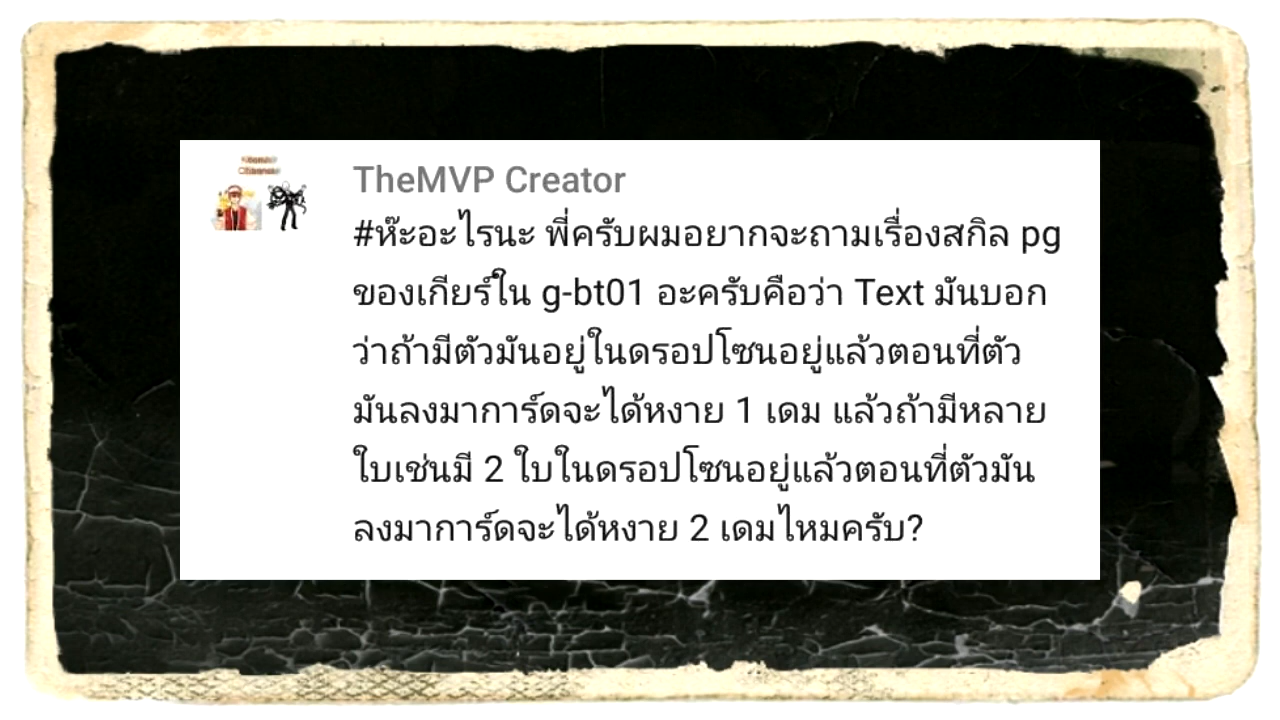 TheMVP Creator
#ห๊ะอะไรนะ พี่ครับผมอยากจะถามเรื่องสกิล pg
ของเกียร์ใน g-bt01 อะครับคือว่า Text มันบอก
ว่าถ้ามีตัวมันอยู่ในดรอปโซนอยู่แล้วตอนที่ตัว
มันลงมาการ์ดจะได้หงาย 1 เดม แล้วถ้ามีหลาย
ใบเช่นมี 2 ใบในดรอปโซนอยู่แล้วตอนที่ตัวมัน
ลงมาการ์ดจะได้หงาย 2 เดมไหมครับ?